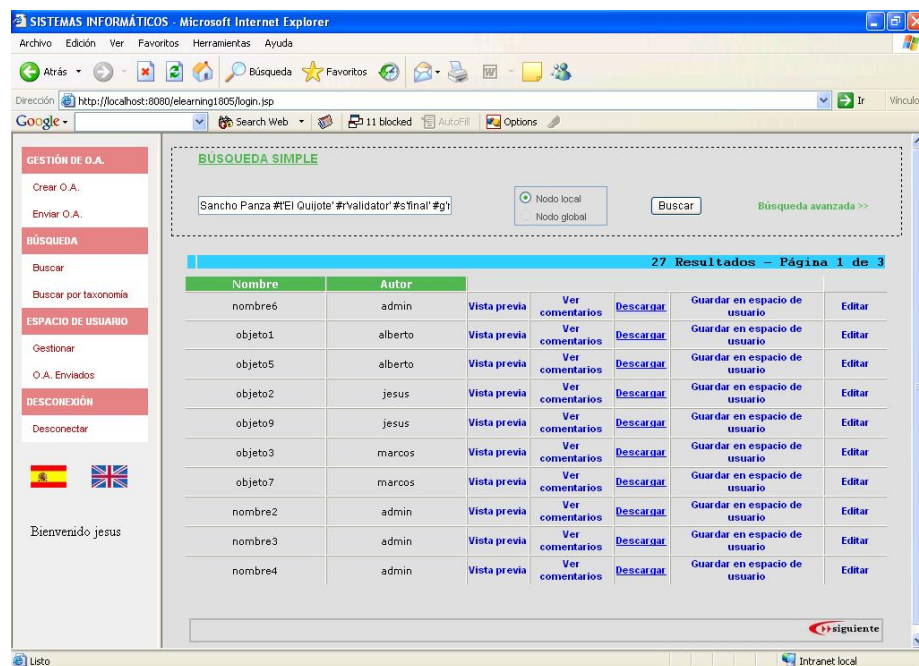 SISTEMAS INFORMÁTICOS - Microsoft Internet Explorer
Archivo Edición Ver Favoritos Herramientas Ayuda
Atrás Búsqueda Favoritos
Dirección http://localhost:8080/elearning1805/login.jsp Ir Vínculo
Google Search Web 11 blocked AutoFill Options
GESTIÓN DE O.A.
Crear O.A.
Enviar O.A.
BÚSQUEDA
Buscar
Buscar por taxonomía
ESPACIO DE USUARIO
Gestionar
O.A. Enviados
DESCONEXIÓN
Desconectar
Bienvenido jesus
BÚSQUEDA SIMPLE
Sancho Panza #t'El Quijote' #r'validator' #s'final' #g'r
Nodo local
Nodo global
Buscar
Búsqueda avanzada >>
27 Resultados - Página 1 de 3
Nombre Autor
nombre6 admin Vista previa Ver comentarios Descargar Guardar en espacio de usuario Editar
objeto1 alberto Vista previa Ver comentarios Descargar Guardar en espacio de usuario Editar
objeto5 alberto Vista previa Ver comentarios Descargar Guardar en espacio de usuario Editar
objeto2 jesus Vista previa Ver comentarios Descargar Guardar en espacio de usuario Editar
objeto9 jesus Vista previa Ver comentarios Descargar Guardar en espacio de usuario Editar
objeto3 marcos Vista previa Ver comentarios Descargar Guardar en espacio de usuario Editar
objeto7 marcos Vista previa Ver comentarios Descargar Guardar en espacio de usuario Editar
nombre2 admin Vista previa Ver comentarios Descargar Guardar en espacio de usuario Editar
nombre3 admin Vista previa Ver comentarios Descargar Guardar en espacio de usuario Editar
nombre4 admin Vista previa Ver comentarios Descargar Guardar en espacio de usuario Editar
siguiente
Listo Intranet local